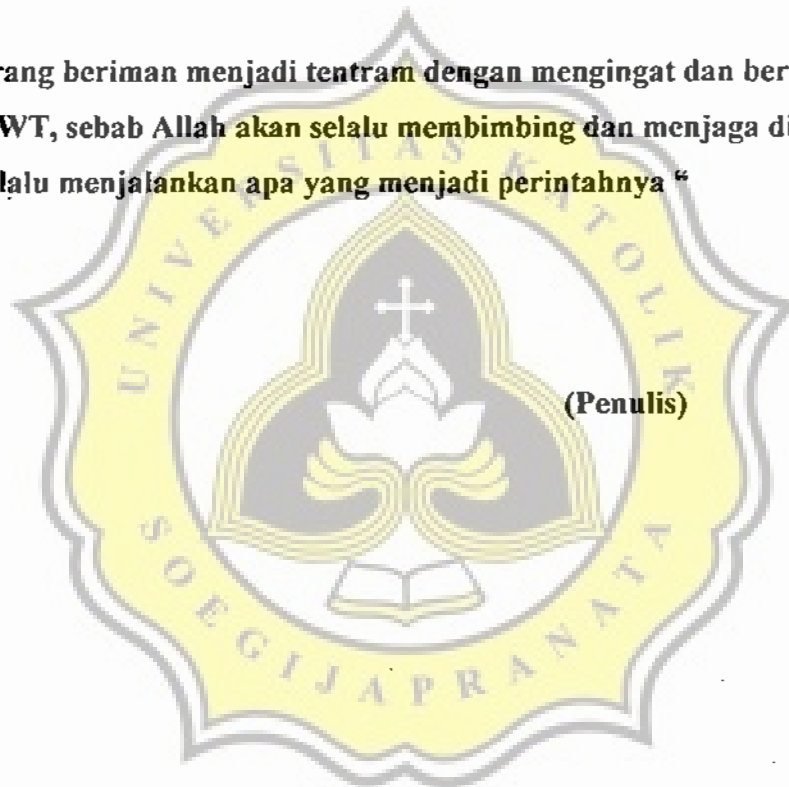 rang beriman menjadi tentram dengan mengingat dan ber
WT, sebab Allah akan selalu membimbing dan menjaga di
lalu menjalankan apa yang menjadi perintahnya “
(Penulis)
UNIVERSITAS KATOLIK
SOEGIJAPRANATA